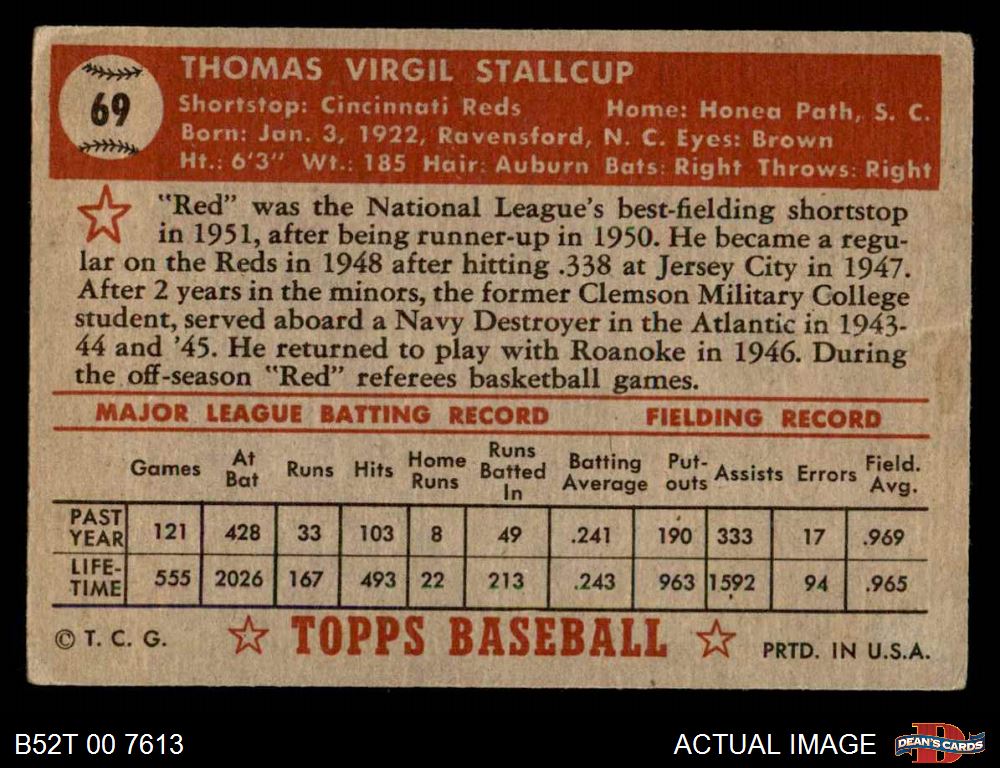 69
THOMAS VIRGIL STALLCUP
Shortstop: Cincinnati Reds Home: Honea Path, S. C.
Born: Jan. 3, 1922, Ravensford, N. C. Eyes: Brown
Ht.: 6'3" Wt.: 185 Hair: Auburn Bats: Right Throws: Right
"Red" was the National League's best-fielding shortstop
in 1951, after being runner-up in 1950. He became a regu-
lar on the Reds in 1948 after hitting .338 at Jersey City in 1947.
After 2 years in the minors, the former Clemson Military College
student, served aboard a Navy Destroyer in the Atlantic in 1943-
44 and '45. He returned to play with Roanoke in 1946. During
the off-season "Red" referees basketball games.
MAJOR LEAGUE BATTING RECORD FIELDING RECORD
Games At Bat Runs Hits Home Runs Runs Batted In Batting Average Put-outs Assists Errors Field. Avg.
PAST YEAR 121 428 33 103 8 49 .241 190 333 17 .969
LIFE-TIME 555 2026 167 493 22 213 .243 963 1592 94 .965
© T. C. G. TOPPS BASEBALL PRTD. IN U.S.A.
B52T 00 7613 ACTUAL IMAGE D DEAN'S CARDS